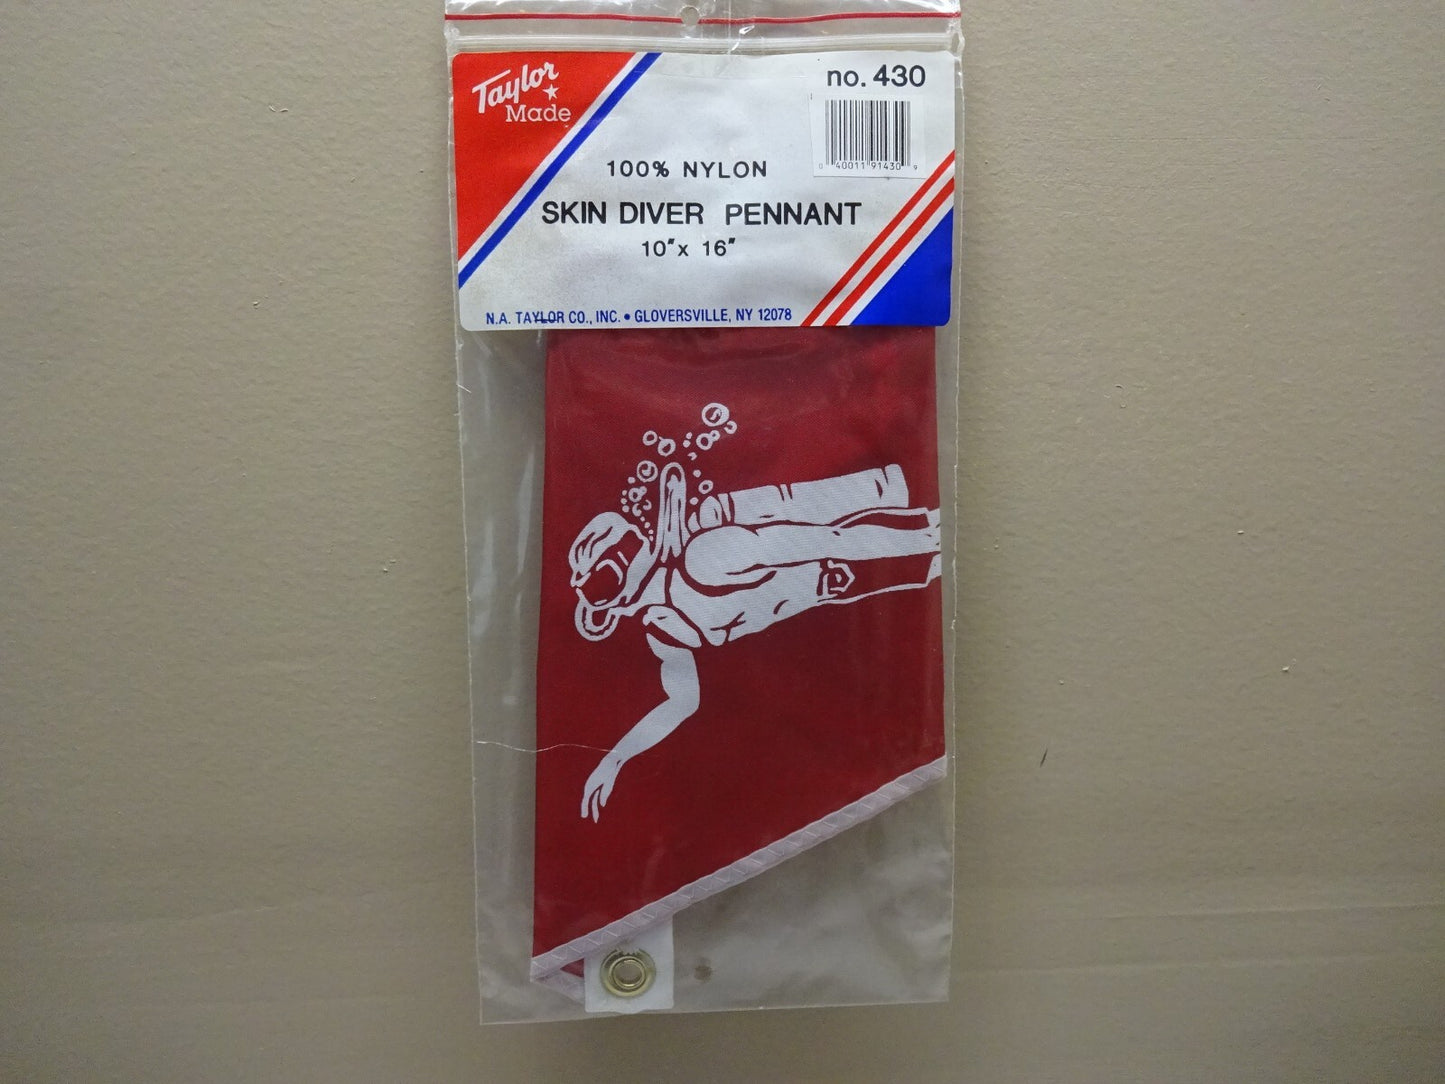 Taylor
Made
no. 430
0 40011 91430 9
100% NYLON
SKIN DIVER PENNANT
10" x 16"
N.A. TAYLOR CO., INC. • GLOVERSVILLE, NY 12078